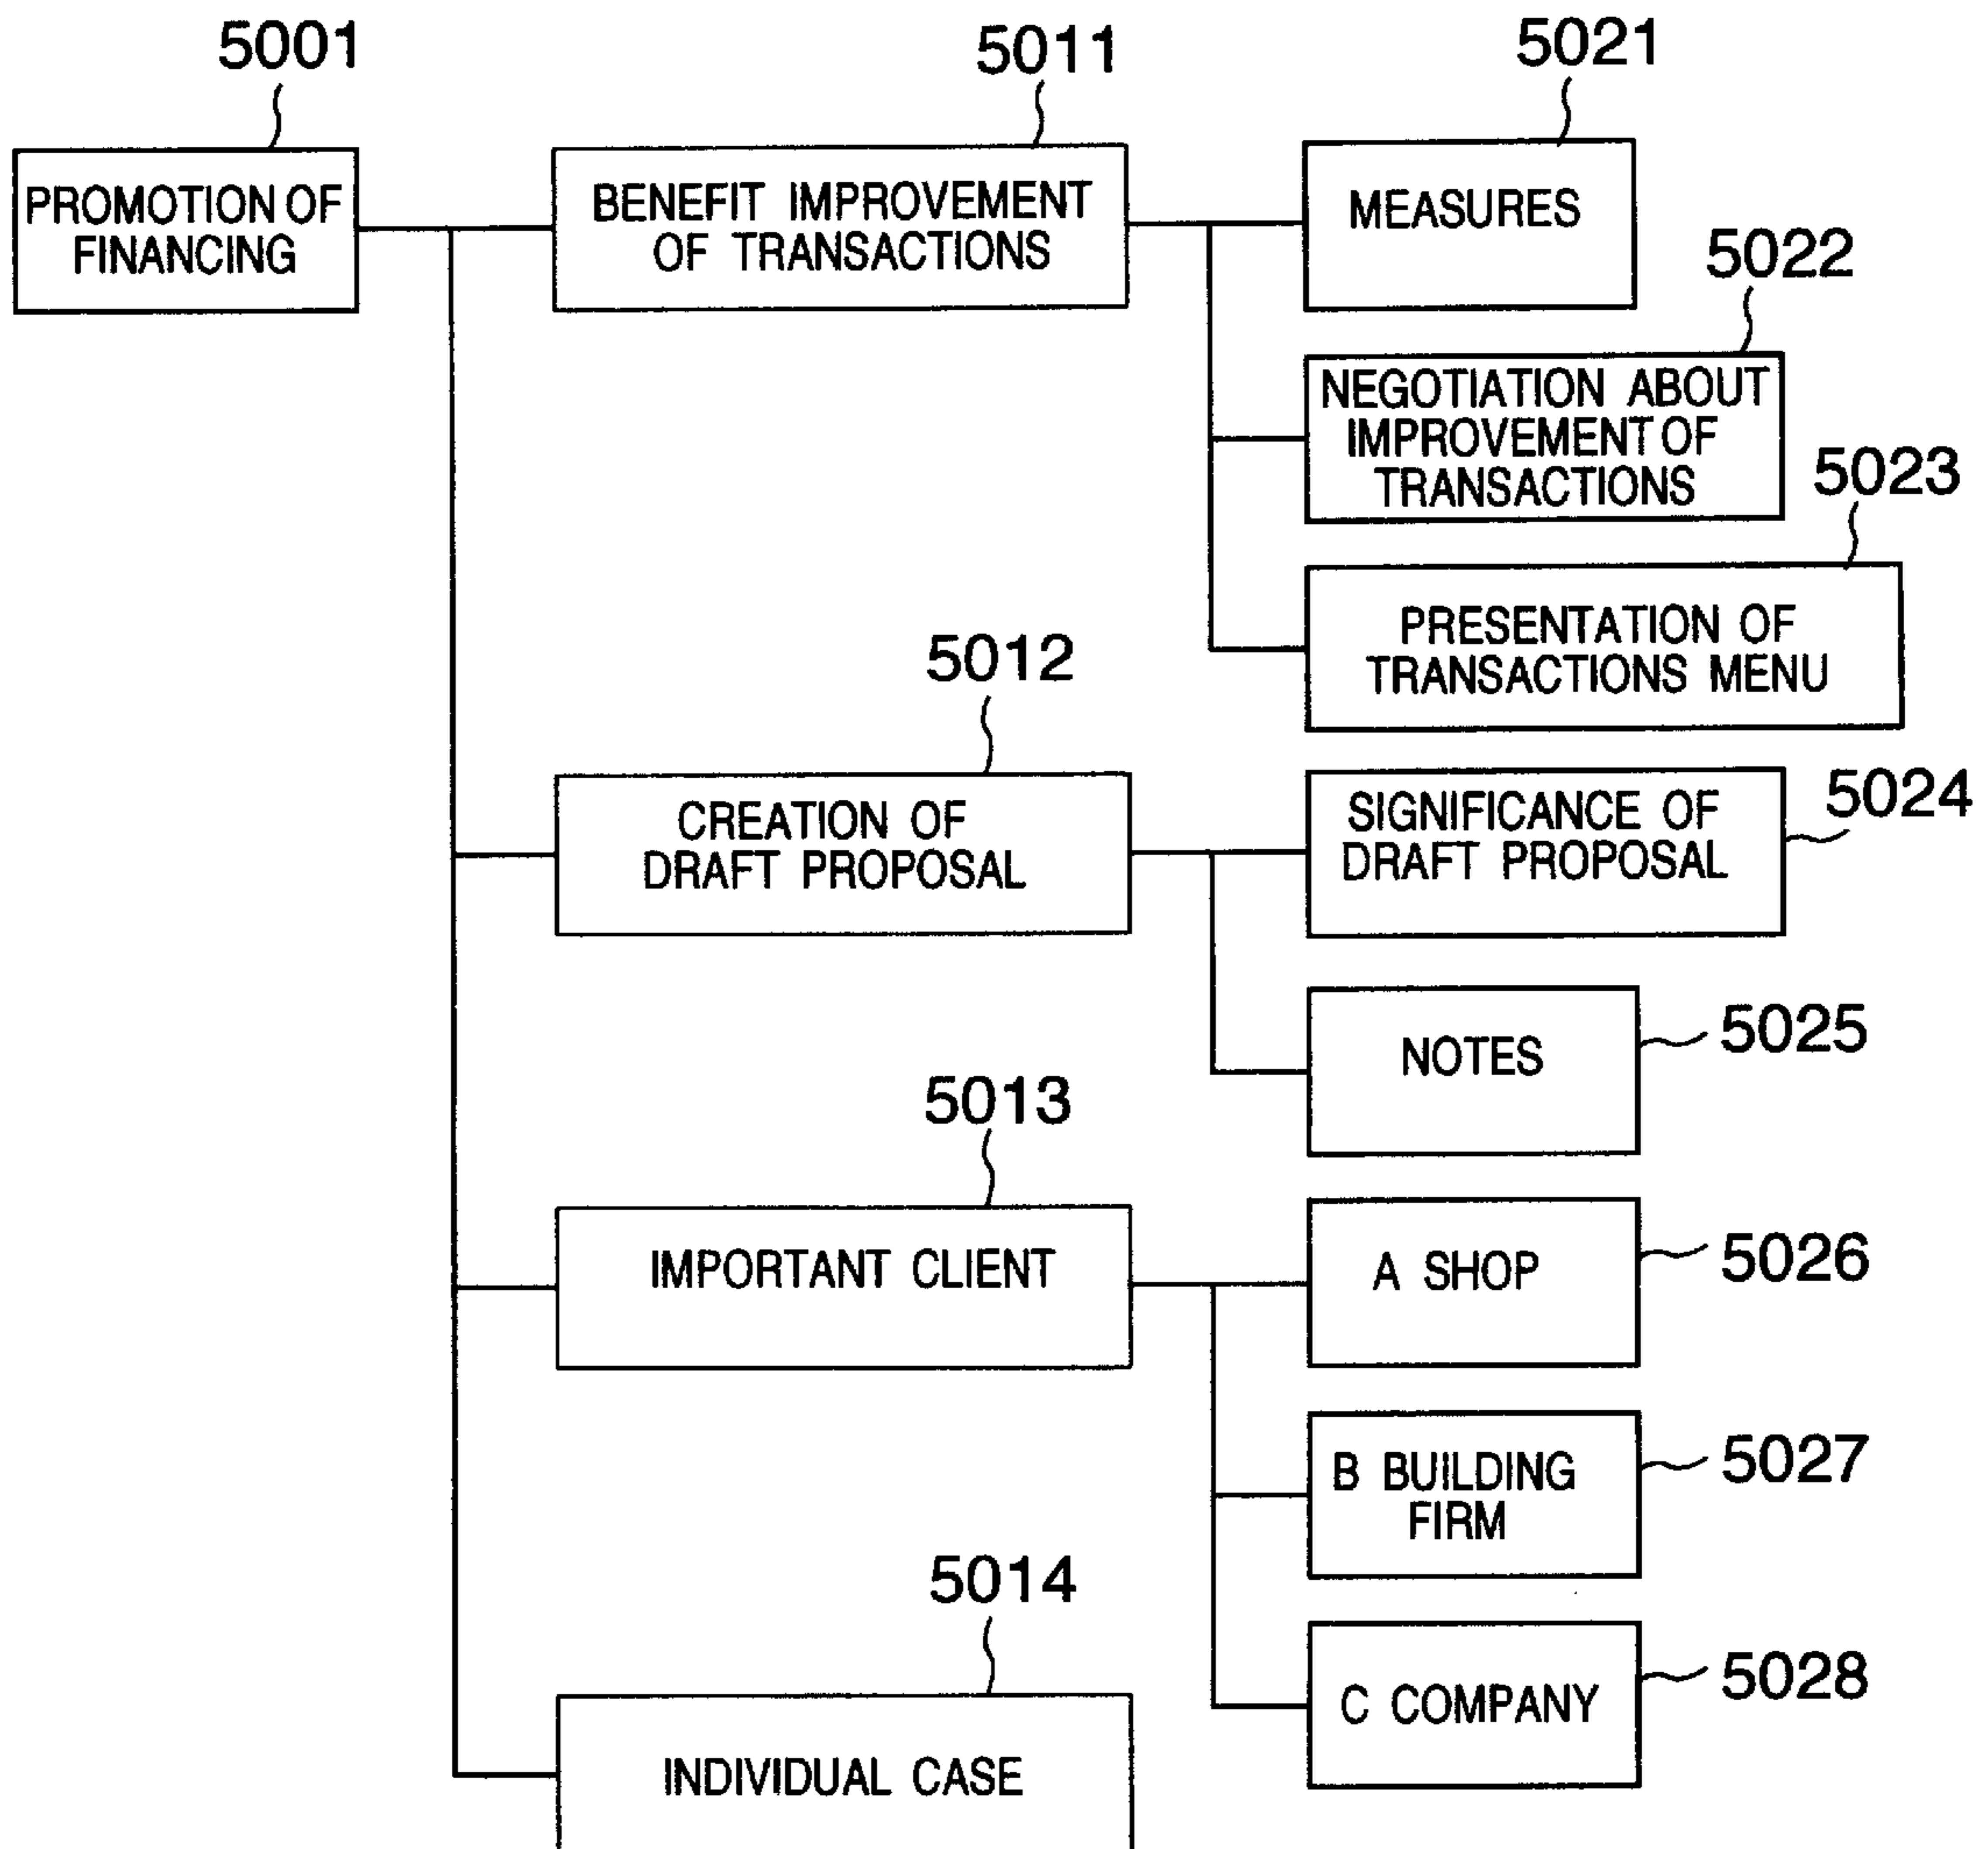 5001
5011
5021
PROMOTION OF
FINANCING
BENEFIT IMPROVEMENT
OF TRANSACTIONS
MEASURES
5022
NEGOTIATION ABOUT
IMPROVEMENT OF
TRANSACTIONS
5023
PRESENTATION OF
TRANSACTIONS MENU
5012
CREATION OF
DRAFT PROPOSAL
SIGNIFICANCE OF
DRAFT PROPOSAL
5024
NOTES
5025
5013
IMPORTANT CLIENT
A SHOP
5026
B BUILDING
FIRM
5027
5014
INDIVIDUAL CASE
C COMPANY
5028